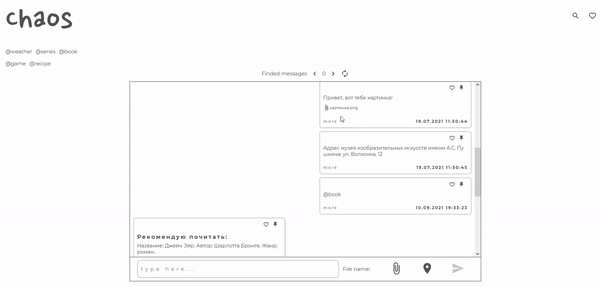 chaos
@weather @series @book
@game @recipe
Finded messages 0
Привет, вот тебе картинка!
картинка.png
more 19.07.2021 11:50:44
Адрес музея изобразительных искусств имени А.С. Пу
шкина: ул. Волхонка, 12
more 19.07.2021 11:50:45
@book
more 10.09.2021 19:33:23
Рекомендую почитать:
Название: Джейн Эйр. Автор: Шарлотта Бронте. Жанр:
роман.
type here...
File name: